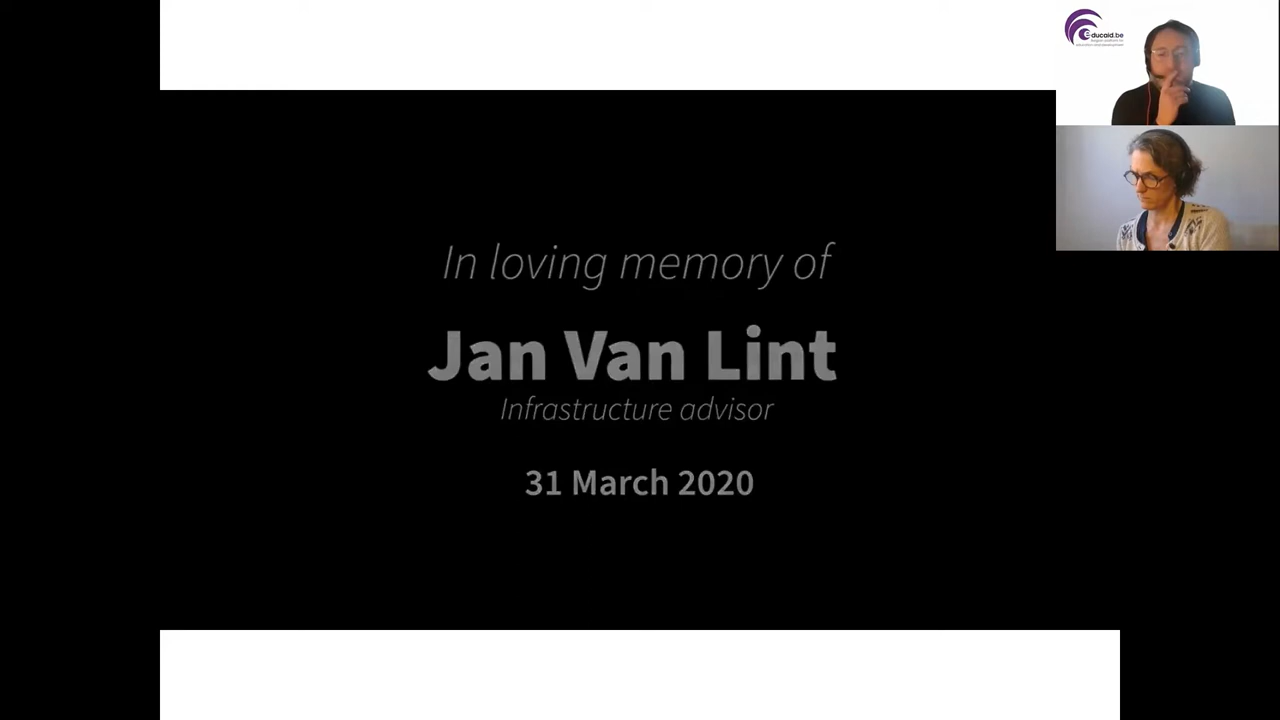 In loving memory of
Jan Van Lint
Infrastructure advisor
31 March 2020
educaid.be